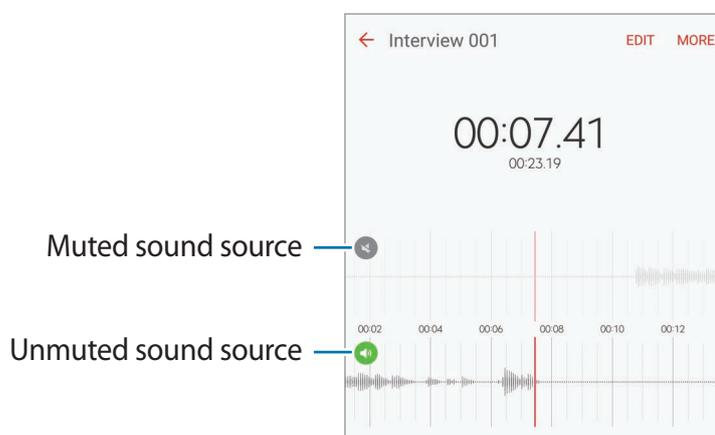 Interview 001 EDIT MORE
00:07.41
00:23.19
Muted sound source
00:02 00:04 00:06 00:08 00:10 00:12
Unmuted sound source